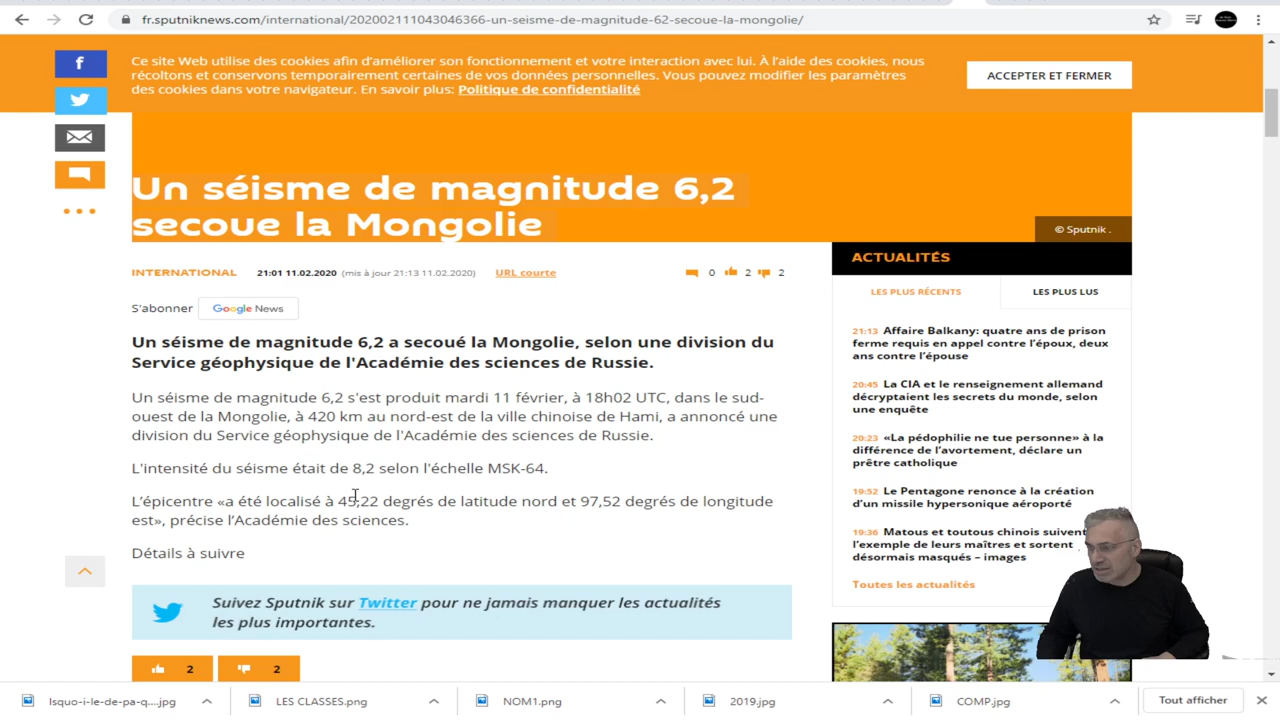 fr.sputniknews.com/international/202002111043046366-un-seisme-de-magnitude-62-secoue-la-mongolie/
Ce site Web utilise des cookies afin d’améliorer son fonctionnement et votre interaction avec lui. À l’aide des cookies, nous
récoltons et conservons temporairement certaines de vos données personnelles. Vous pouvez modifier les paramètres
des cookies dans votre navigateur. En savoir plus: Politique de confidentialité
ACCEPTER ET FERMER
Un séisme de magnitude 6,2
secoue la Mongolie
© Sputnik .
INTERNATIONAL 21:01 11.02.2020 (mis à jour 21:13 11.02.2020) URL courte
0 2 2
S'abonner Google News
Un séisme de magnitude 6,2 a secoué la Mongolie, selon une division du
Service géophysique de l'Académie des sciences de Russie.
Un séisme de magnitude 6,2 s'est produit mardi 11 février, à 18h02 UTC, dans le sud-
ouest de la Mongolie, à 420 km au nord-est de la ville chinoise de Hami, a annoncé une
division du Service géophysique de l'Académie des sciences de Russie.
L'intensité du séisme était de 8,2 selon l'échelle MSK-64.
L’épicentre «a été localisé à 45,22 degrés de latitude nord et 97,52 degrés de longitude
est», précise l’Académie des sciences.
Détails à suivre
Suivez Sputnik sur Twitter pour ne jamais manquer les actualités
les plus importantes.
2 2
ACTUALITÉS
LES PLUS RÉCENTS LES PLUS LUS
21:13 Affaire Balkany: quatre ans de prison
ferme requis en appel contre l’époux, deux
ans contre l’épouse
20:45 La CIA et le renseignement allemand
décryptaient les secrets du monde, selon
une enquête
20:23 «La pédophilie ne tue personne» à la
différence de l’avortement, déclare un
prêtre catholique
19:52 Le Pentagone renonce à la création
d’un missile hypersonique aéroporté
19:36 Matous et toutous chinois suivent
l’exemple de leurs maîtres et sortent
désormais masqués – images
Toutes les actualités
Isquo-i-le-de-pa-q....jpg
LES CLASSES.png
NOM1.png
2019.jpg
COMP.jpg
Tout afficher